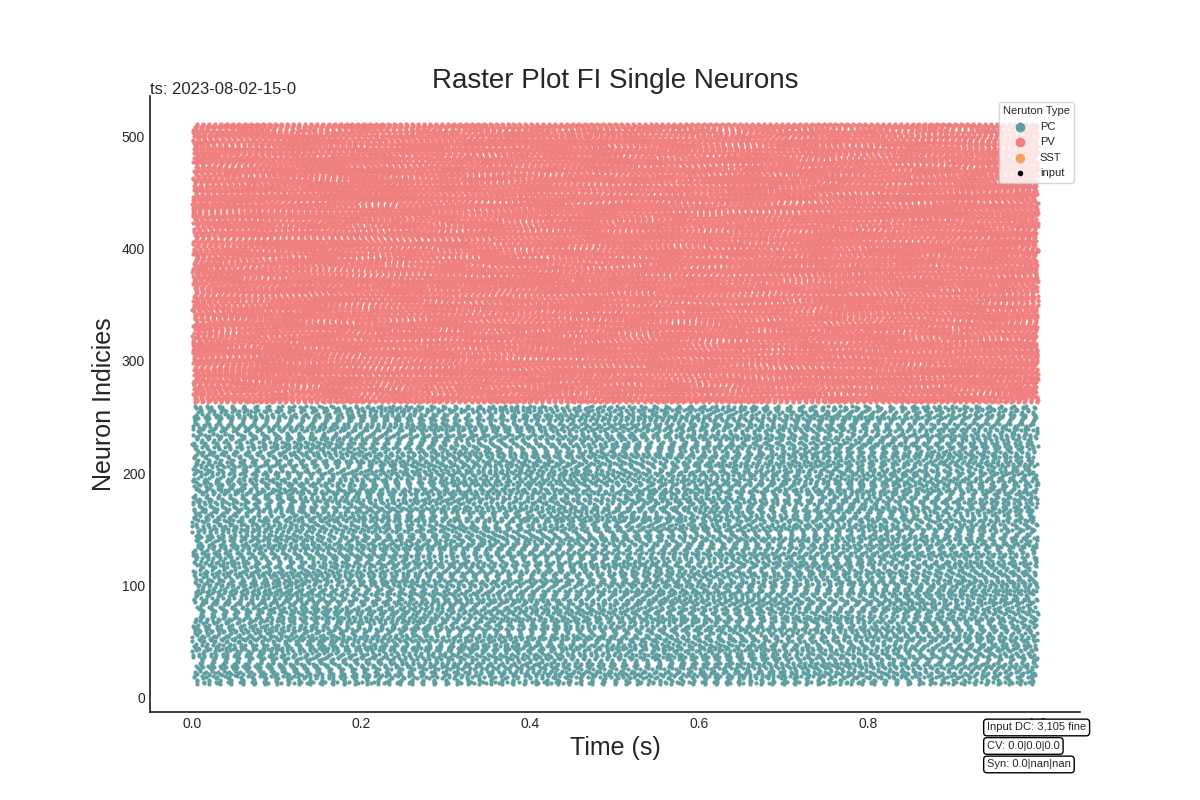 Raster Plot FI Single Neurons
ts: 2023-08-02-15-0
Neruton Type
PC
PV
SST
input
Neuron Indicies
500
400
300
200
100
0
0.0 0.2 0.4 0.6 0.8
Time (s)
Input DC: 3,105 fine
CV: 0.0|0.0|0.0
Syn: 0.0|nan|nan